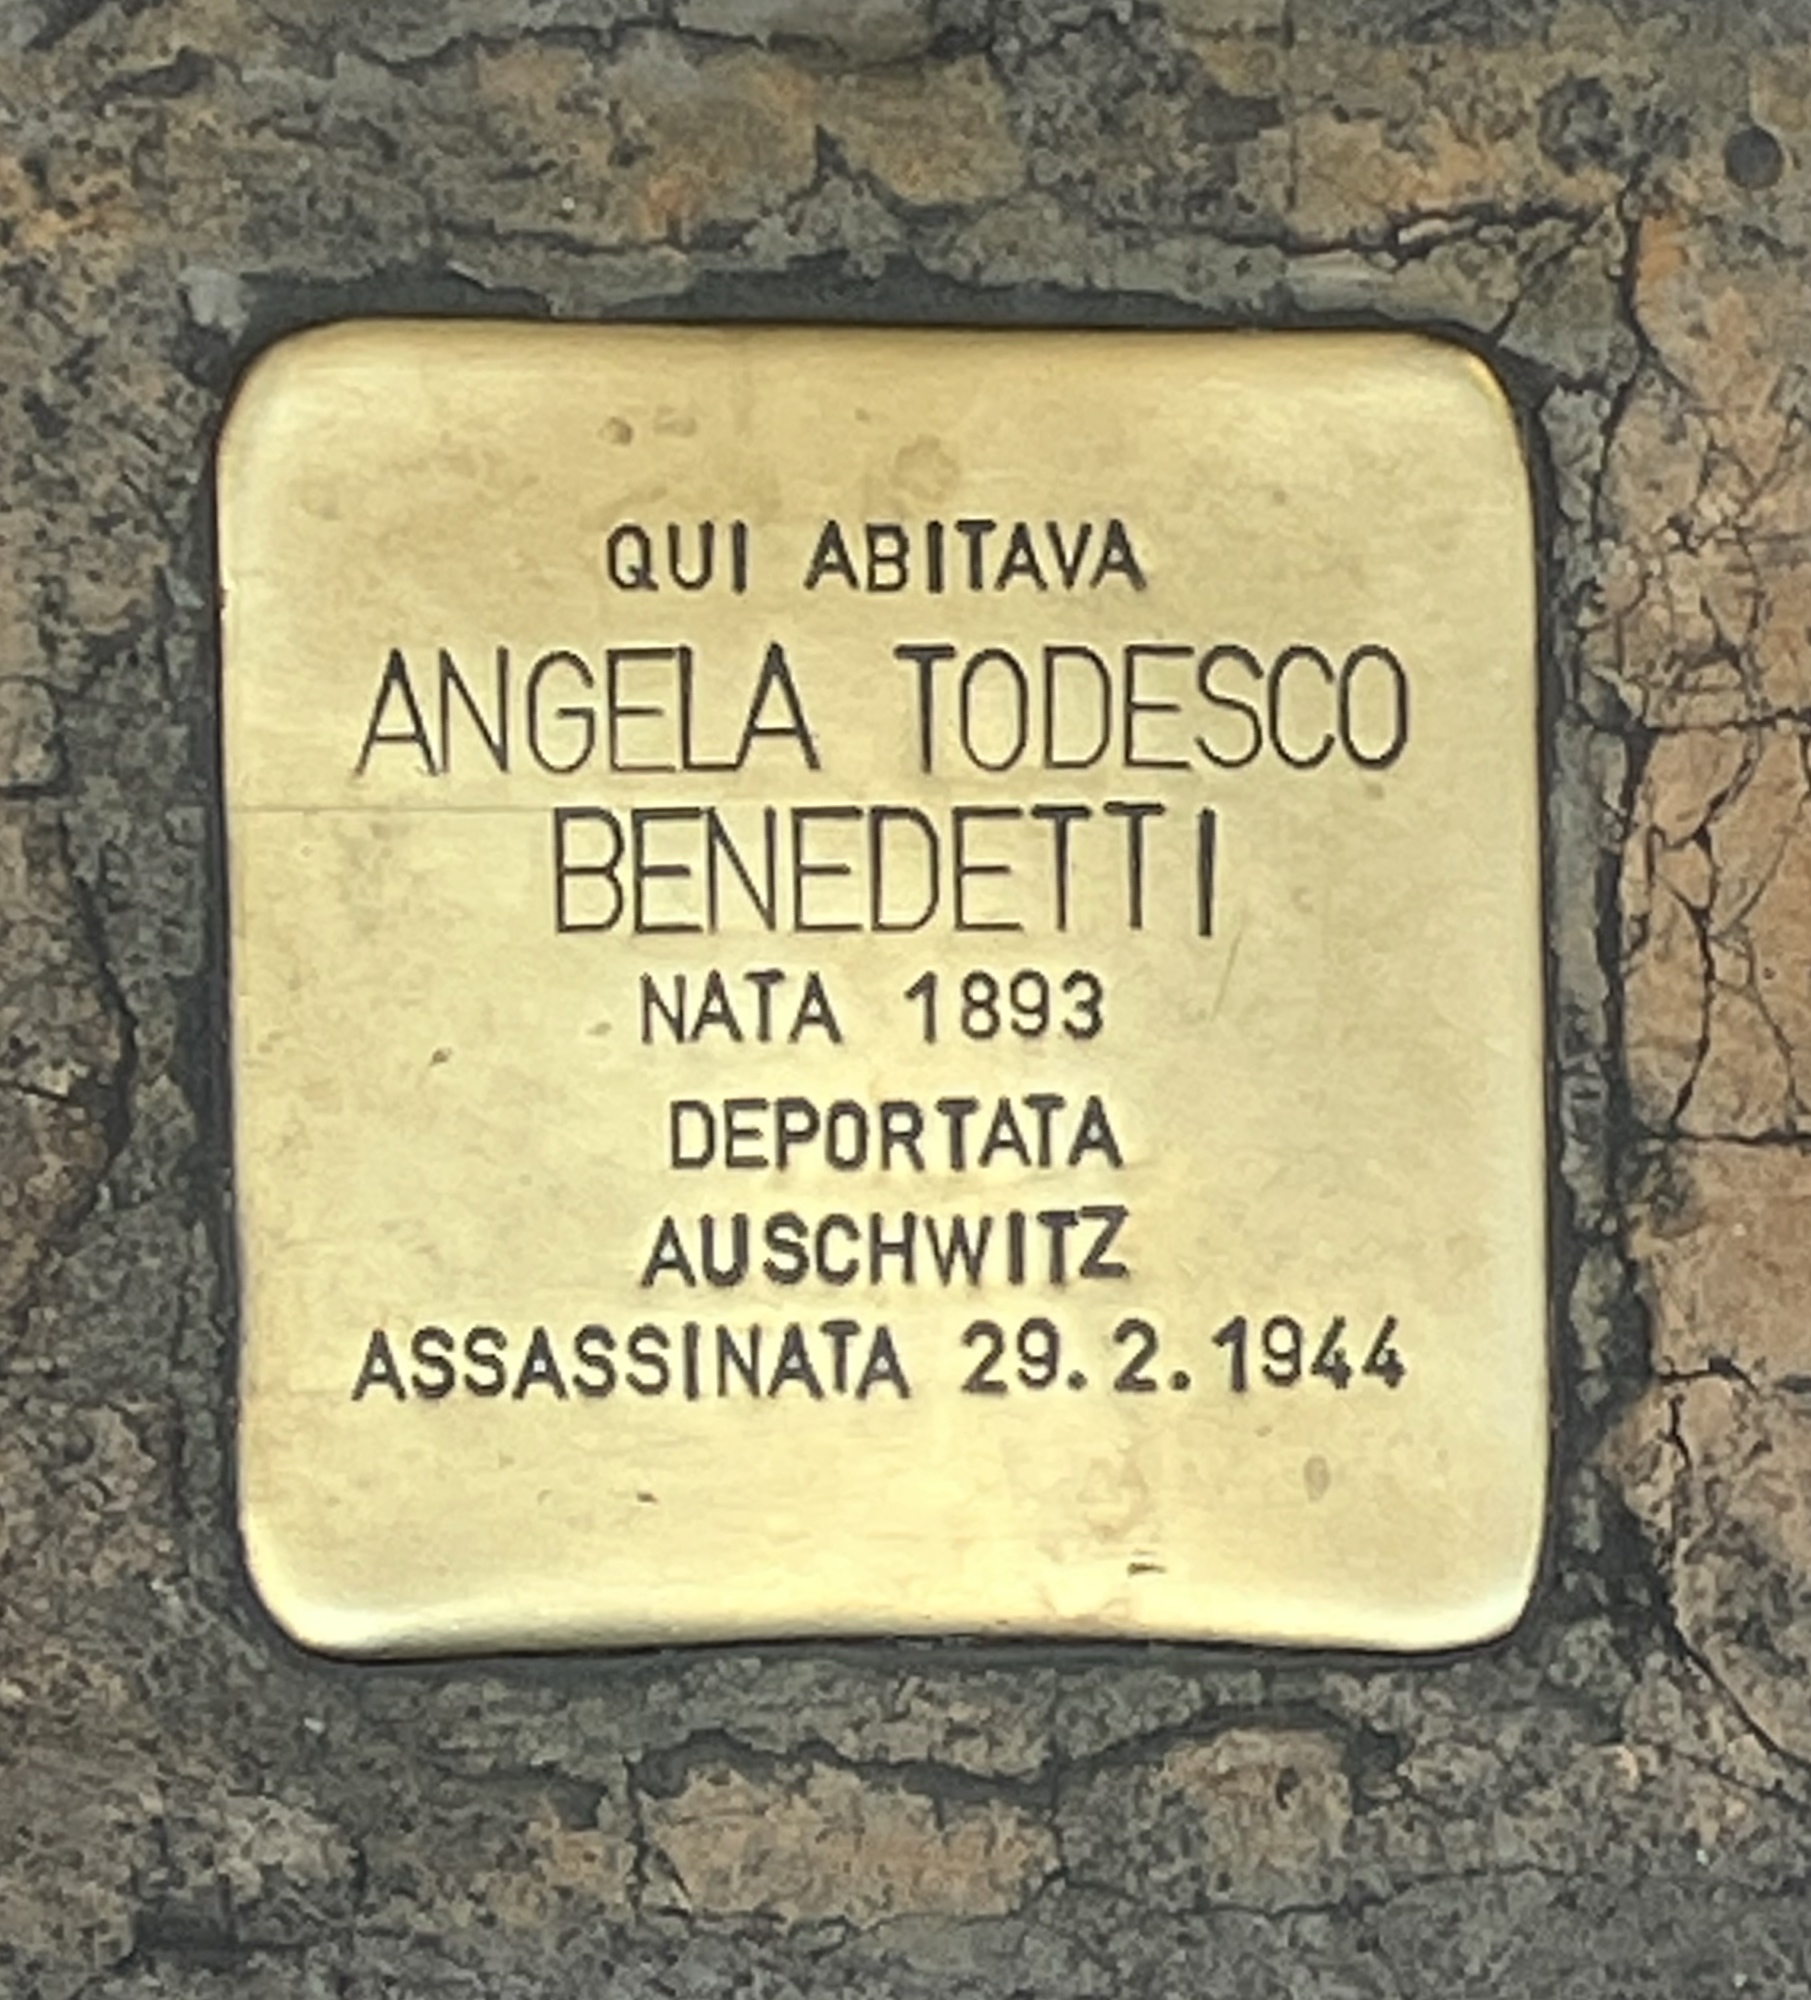 QUI ABITAVA
ANGELA TODESCO
BENEDETTI
NATA 1893
DEPORTATA
AUSCHWITZ
ASSASSINATA 29.2.1944